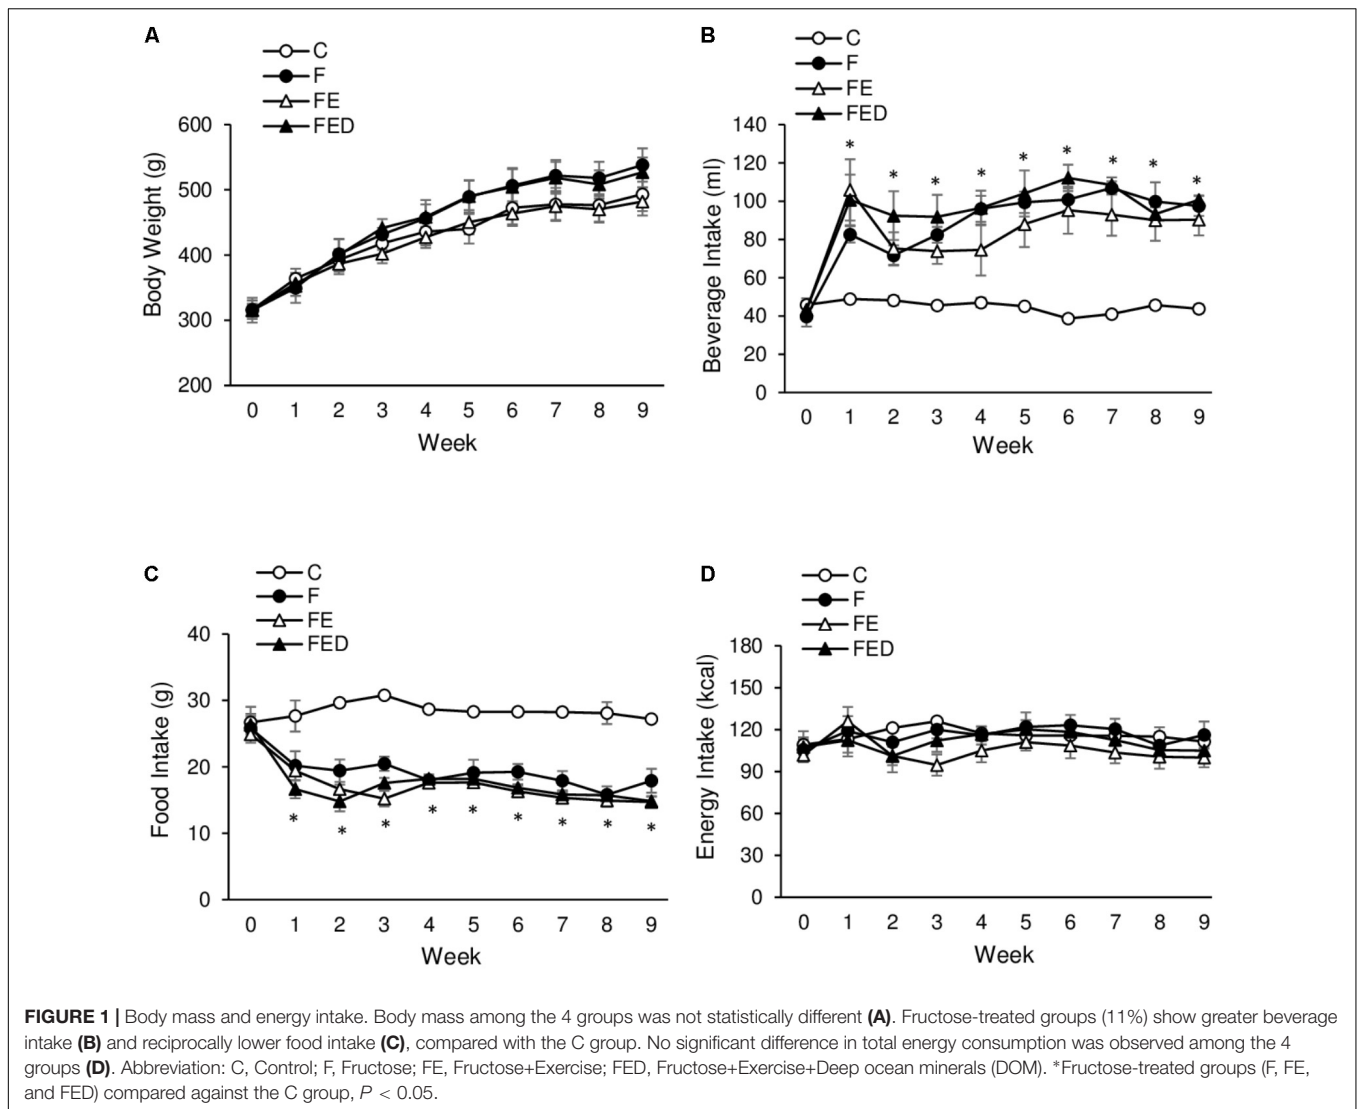 A
C
F
FE
FED
600
500
400
300
200
Body Weight (g)
0 1 2 3 4 5 6 7 8 9
Week
B
C
F
FE
FED
140
120
100
80
60
40
20
0
Beverage Intake (ml)
* * * * * * * * *
0 1 2 3 4 5 6 7 8 9
Week
C
C
F
FE
FED
40
30
20
10
0
Food Intake (g)
* * * * * * * * *
0 1 2 3 4 5 6 7 8 9
Week
D
C
F
FE
FED
180
150
120
90
60
30
0
Energy Intake (kcal)
0 1 2 3 4 5 6 7 8 9
Week
FIGURE 1 | Body mass and energy intake. Body mass among the 4 groups was not statistically different (A). Fructose-treated groups (11%) show greater beverage
intake (B) and reciprocally lower food intake (C), compared with the C group. No significant difference in total energy consumption was observed among the 4
groups (D). Abbreviation: C, Control; F, Fructose; FE, Fructose+Exercise; FED, Fructose+Exercise+Deep ocean minerals (DOM). *Fructose-treated groups (F, FE,
and FED) compared against the C group, P < 0.05.